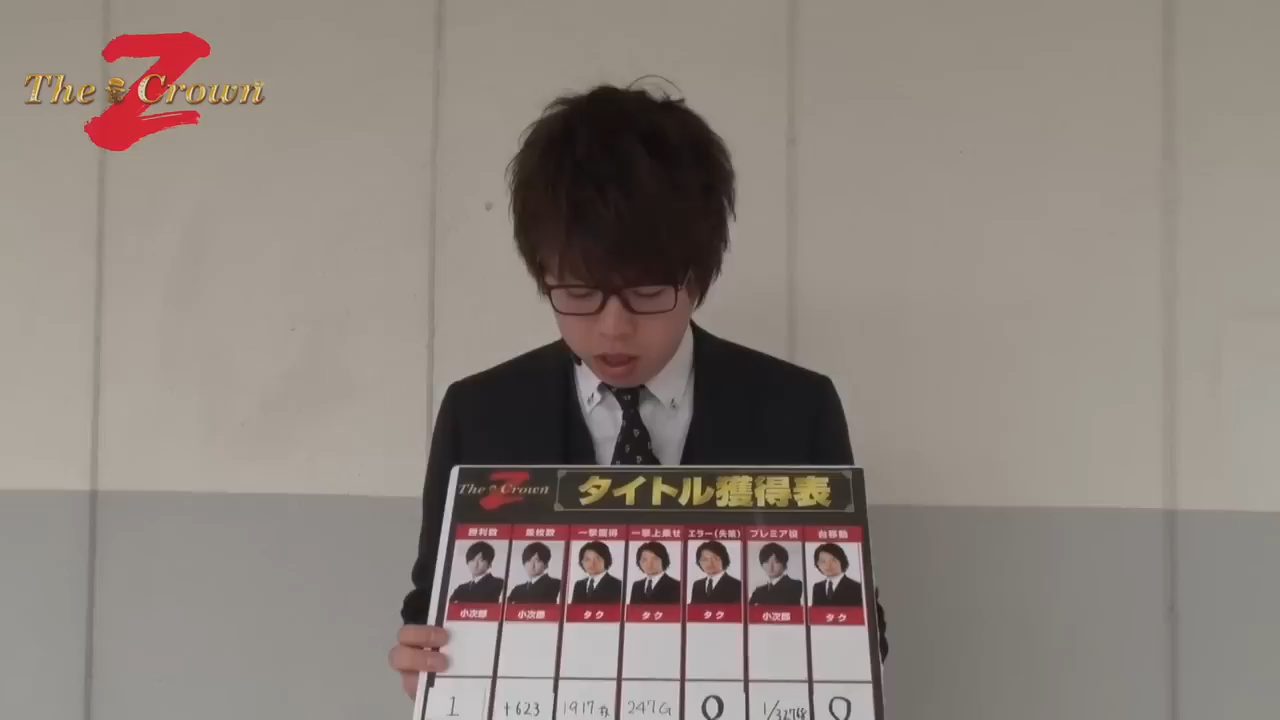 The Crown
Z
The Crown Z
タイトル獲得表
勝利数 差枚数 一撃獲得 一撃上乗せ エラー(失策) プレミア役 台移動
小次郎 小次郎 タク タク タク 小次郎 タク
1 +623 1917枚 247G 0 0